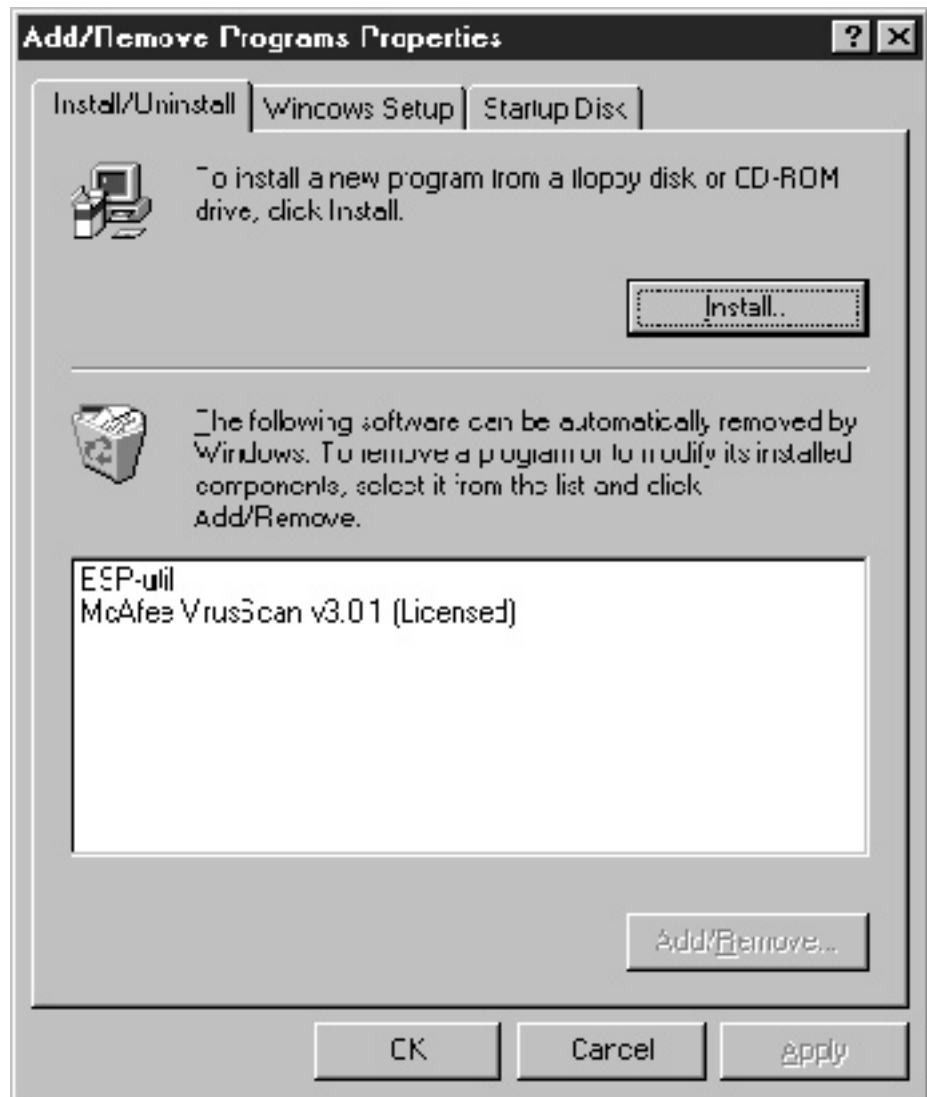 Add/Remove Programs Properties
? ×
Install/Uninstall Windows Setup Startup Disk
To install a new program from a floppy disk or CD-ROM
drive, click Install.
Install..
The following software can be automatically removed by
Windows. To remove a program or to modify its installed
components, select it from the list and click
Add/Remove.
ESP-util
McAfee VirusScan v3.01 (Licensed)
Add/Remove...
OK Cancel Apply